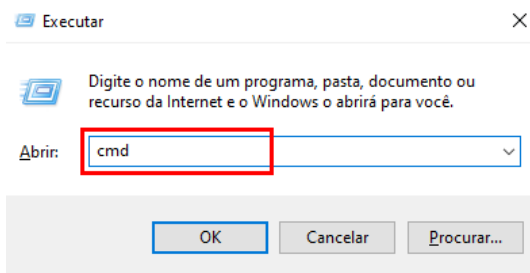 Executar
Digite o nome de um programa, pasta, documento ou
recurso da Internet e o Windows o abrirá para você.
Abrir:
cmd
OK
Cancelar
Procurar...